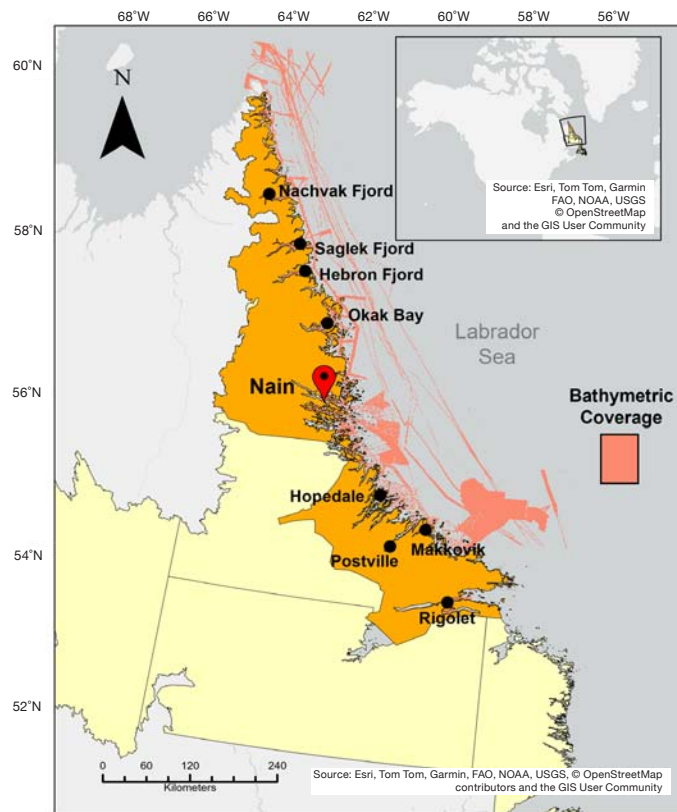 68°W 66°W 64°W 62°W 60°W 58°W 56°W
60°N
N
Source: Esri, Tom Tom, Garmin
FAO, NOAA, USGS
© OpenStreetMap
and the GIS User Community
Nachvak Fjord
58°N
Saglek Fjord
Hebron Fjord
Okak Bay
Labrador
Sea
Nain
56°N
Bathymetric
Coverage
Hopedale
Makkovik
54°N
Postville
Rigolet
52°N
0 60 120 240
Kilometers
Source: Esri, Tom Tom, Garmin, FAO, NOAA, USGS, © OpenStreetMap
contributors and the GIS User Community